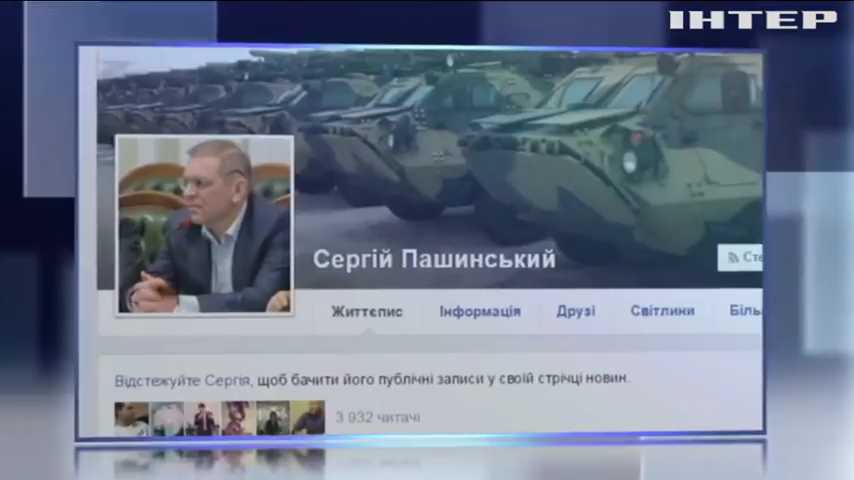 ІНТЕР
Сергій Пашинський
Життєпис Інформація Друзі Світлини
Відстежуйте Сергія, щоб бачити його публічні записи у своїй стрічці новин.
3 932 читачі